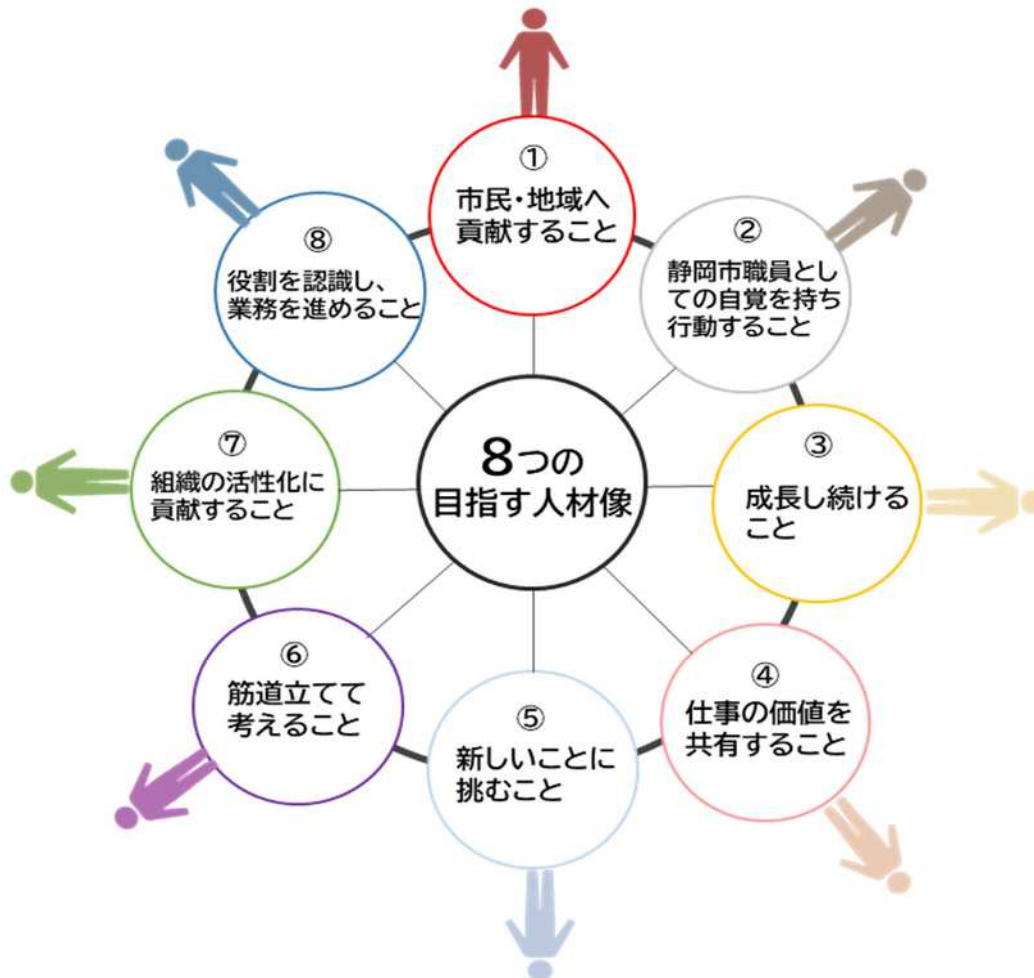 8つの
目指す人材像
①
市民・地域へ
貢献すること
②
静岡市職員とし
ての自覚を持ち
行動すること
③
成長し続ける
こと
④
仕事の価値を
共有すること
⑤
新しいことに
挑むこと
⑥
筋道立てて
考えること
⑦
組織の活性化に
貢献すること
⑧
役割を認識し、
業務を進めること